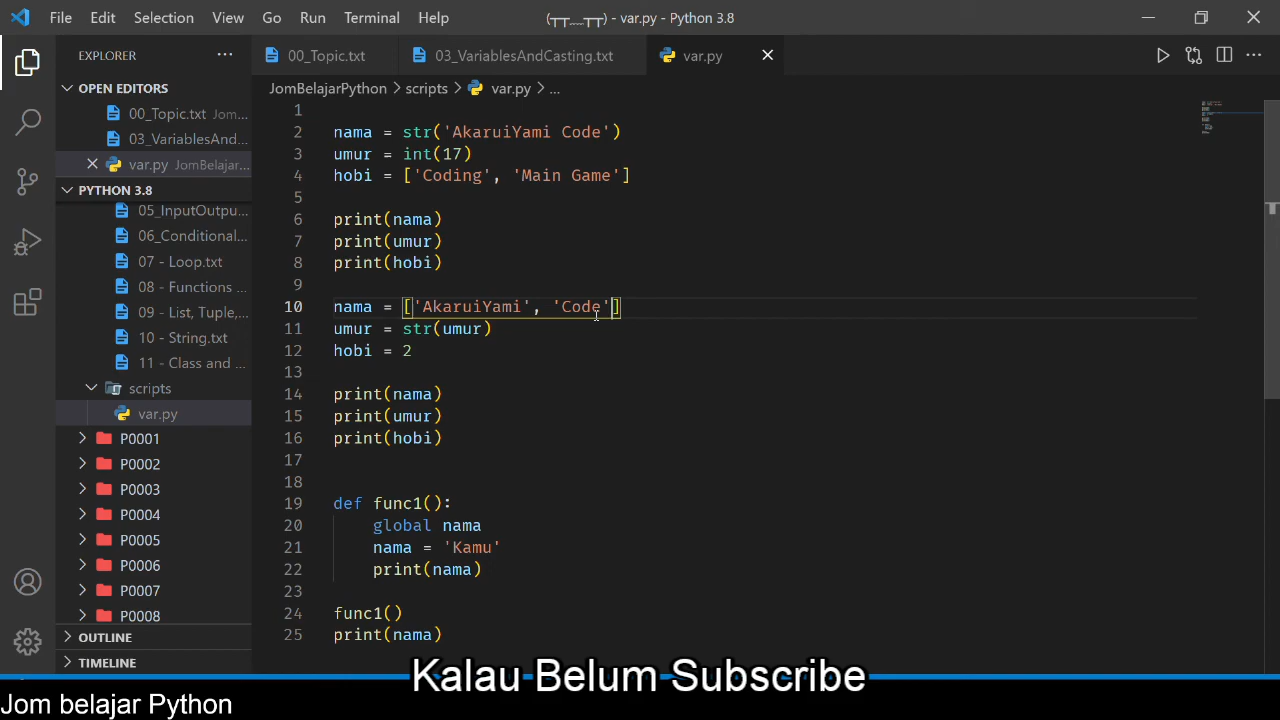 File Edit Selection View Go Run Terminal Help
(┬┬﹏┬┬) - var.py - Python 3.8
EXPLORER
00_Topic.txt
03_VariablesAndCasting.txt
var.py
JomBelajarPython > scripts > var.py > ...
OPEN EDITORS
00_Topic.txt Jom...
03_VariablesAnd...
var.py JomBelajar...
PYTHON 3.8
05_InputOutpu...
06_Conditional...
07 - Loop.txt
08 - Functions ...
09 - List, Tuple,...
10 - String.txt
11 - Class and ...
scripts
var.py
P0001
P0002
P0003
P0004
P0005
P0006
P0007
P0008
OUTLINE
TIMELINE
1
2 nama = str('AkaruiYami Code')
3 umur = int(17)
4 hobi = ['Coding', 'Main Game']
5
6 print(nama)
7 print(umur)
8 print(hobi)
9
10 nama = ['AkaruiYami', 'Code']
11 umur = str(umur)
12 hobi = 2
13
14 print(nama)
15 print(umur)
16 print(hobi)
17
18
19 def func1():
20 global nama
21 nama = 'Kamu'
22 print(nama)
23
24 func1()
25 print(nama)
Kalau Belum Subscribe
Jom belajar Python